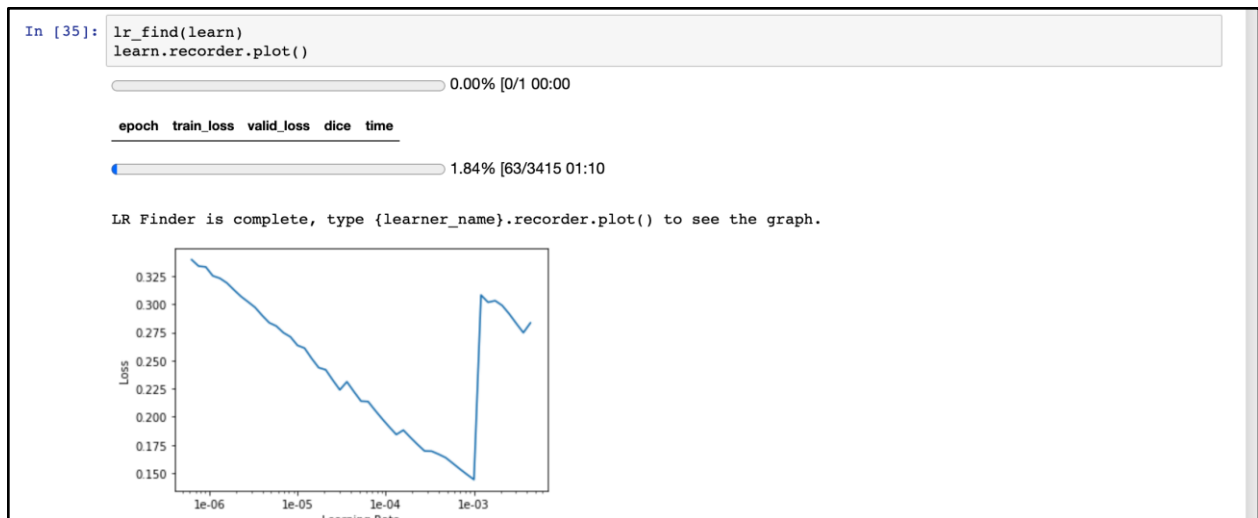 In [35]: lr_find(learn)
learn.recorder.plot()
0.00% [0/1 00:00
epoch train_loss valid_loss dice time
1.84% [63/3415 01:10
LR Finder is complete, type {learner_name}.recorder.plot() to see the graph.
0.325
0.300
0.275
0.250
0.225
0.200
0.175
0.150
Loss
1e-06 1e-05 1e-04 1e-03
Learning Rate